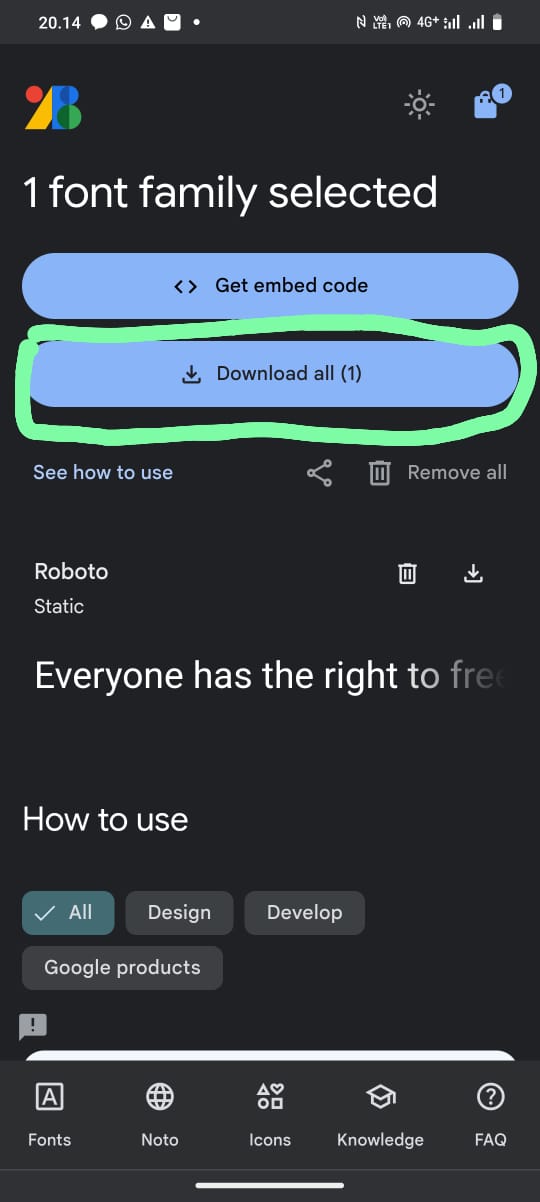 20.14 Vo) LTE1 4G+
1
1 font family selected
<> Get embed code
Download all (1)
See how to use Remove all
Roboto
Static
Everyone has the right to free
How to use
All Design Develop
Google products
!
A ?
Fonts Noto Icons Knowledge FAQ